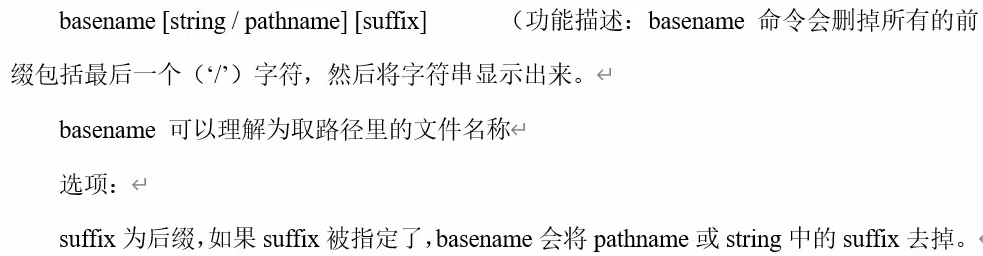 basename [string / pathname] [suffix] （功能描述：basename 命令会删掉所有的前
缀包括最后一个（‘/’）字符，然后将字符串显示出来。↵
basename 可以理解为取路径里的文件名称↵
选项：↵
suffix 为后缀，如果 suffix 被指定了，basename 会将 pathname 或 string 中的 suffix 去掉。↵